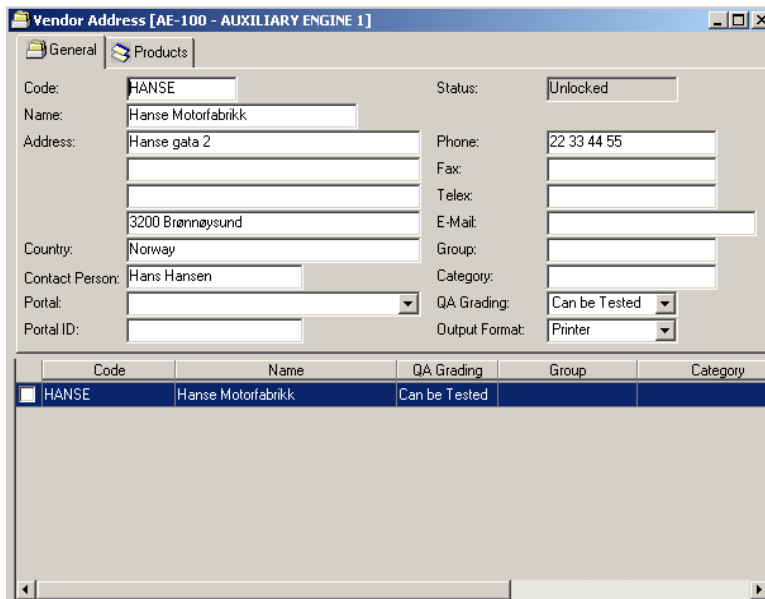 Vendor Address [AE-100 - AUXILIARY ENGINE 1]
General Products
Code: HANSE Status: Unlocked
Name: Hanse Motorfabrikk
Address: Hanse gata 2 Phone: 22 33 44 55
Fax:
Telex:
3200 Brønnøysund E-Mail:
Country: Norway Group:
Contact Person: Hans Hansen Category:
Portal: QA Grading: Can be Tested
Portal ID: Output Format: Printer
Code Name QA Grading Group Category
HANSE Hanse Motorfabrikk Can be Tested